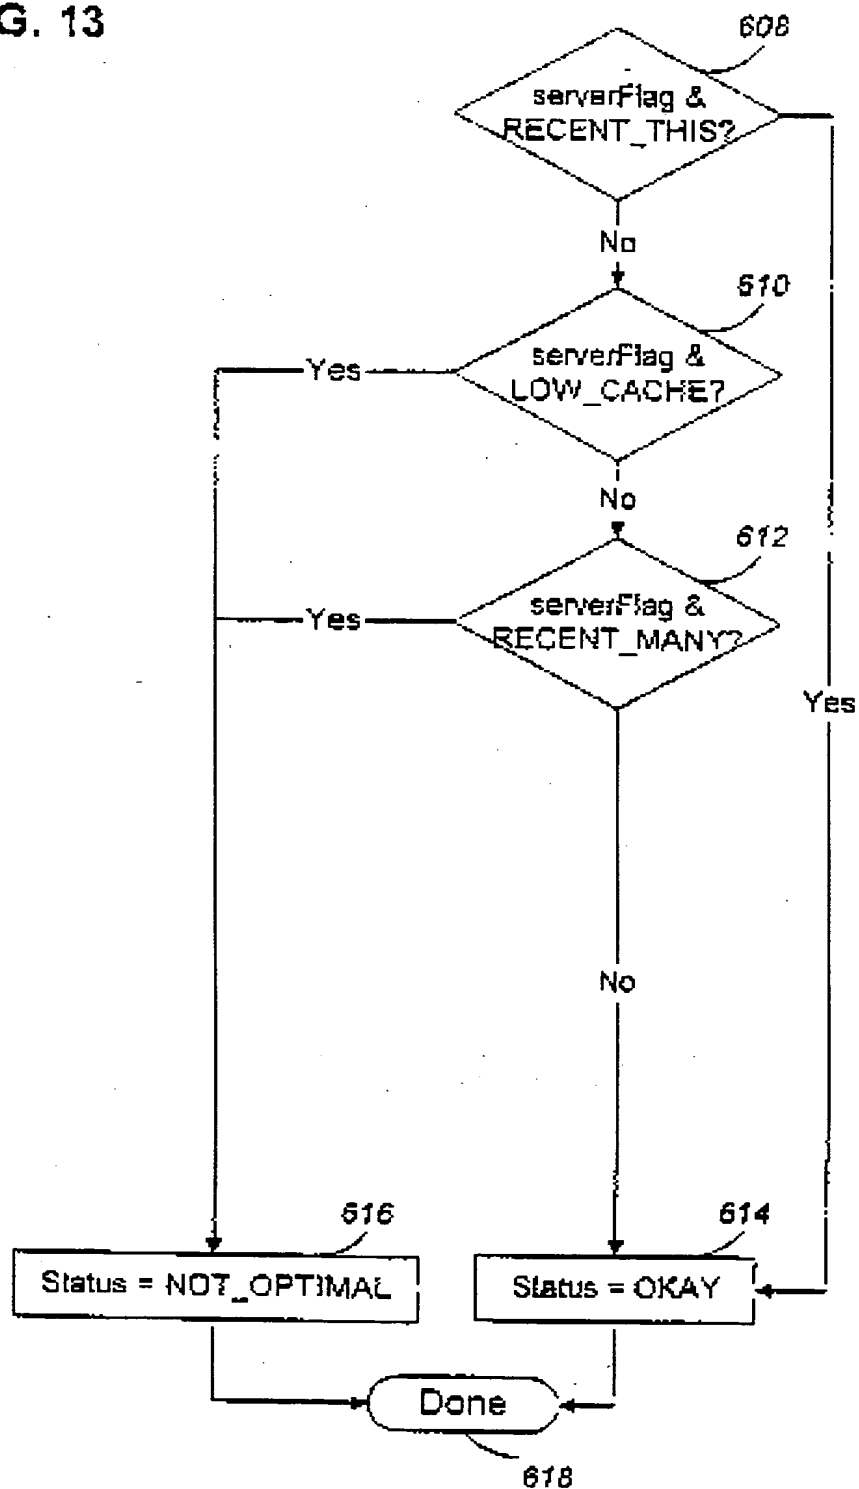 G. 13
608
serverFlag &
RECENT_THIS?
No
610
serverFlag &
LOW_CACHE?
Yes
No
612
serverFlag &
RECENT_MANY?
Yes
Yes
No
616
614
Status = NOT_OPTIMAL
Status = OKAY
Done
618